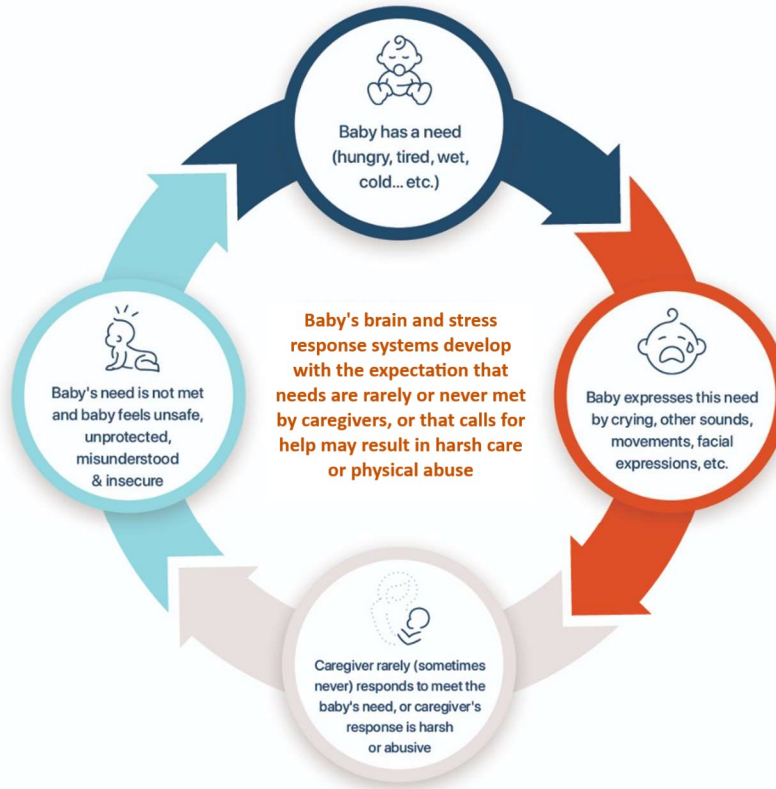 Baby has a need
(hungry, tired, wet,
cold... etc.)
Baby expresses this need
by crying, other sounds,
movements, facial
expressions, etc.
Caregiver rarely (sometimes
never) responds to meet the
baby's need, or caregiver's
response is harsh
or abusive
Baby's need is not met
and baby feels unsafe,
unprotected,
misunderstood
& insecure
Baby's brain and stress
response systems develop
with the expectation that
needs are rarely or never met
by caregivers, or that calls for
help may result in harsh care
or physical abuse